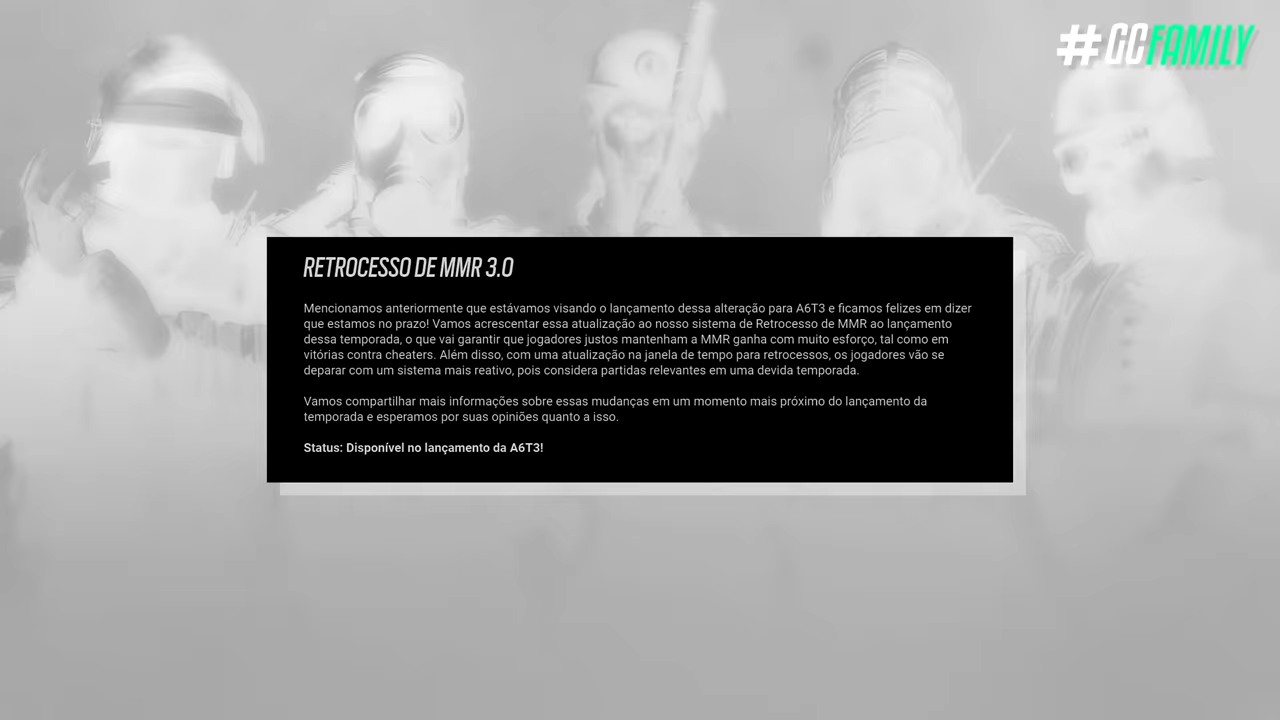 #GCFAMILY
RETROCESSO DE MMR 3.0
Mencionamos anteriormente que estávamos visando o lançamento dessa alteração para A6T3 e ficamos felizes em dizer
que estamos no prazo! Vamos acrescentar essa atualização ao nosso sistema de Retrocesso de MMR ao lançamento
dessa temporada, o que vai garantir que jogadores justos mantenham a MMR ganha com muito esforço, tal como em
vitórias contra cheaters. Além disso, com uma atualização na janela de tempo para retrocessos, os jogadores vão se
deparar com um sistema mais reativo, pois considera partidas relevantes em uma devida temporada.
Vamos compartilhar mais informações sobre essas mudanças em um momento mais próximo do lançamento da
temporada e esperamos por suas opiniões quanto a isso.
Status: Disponível no lançamento da A6T3!